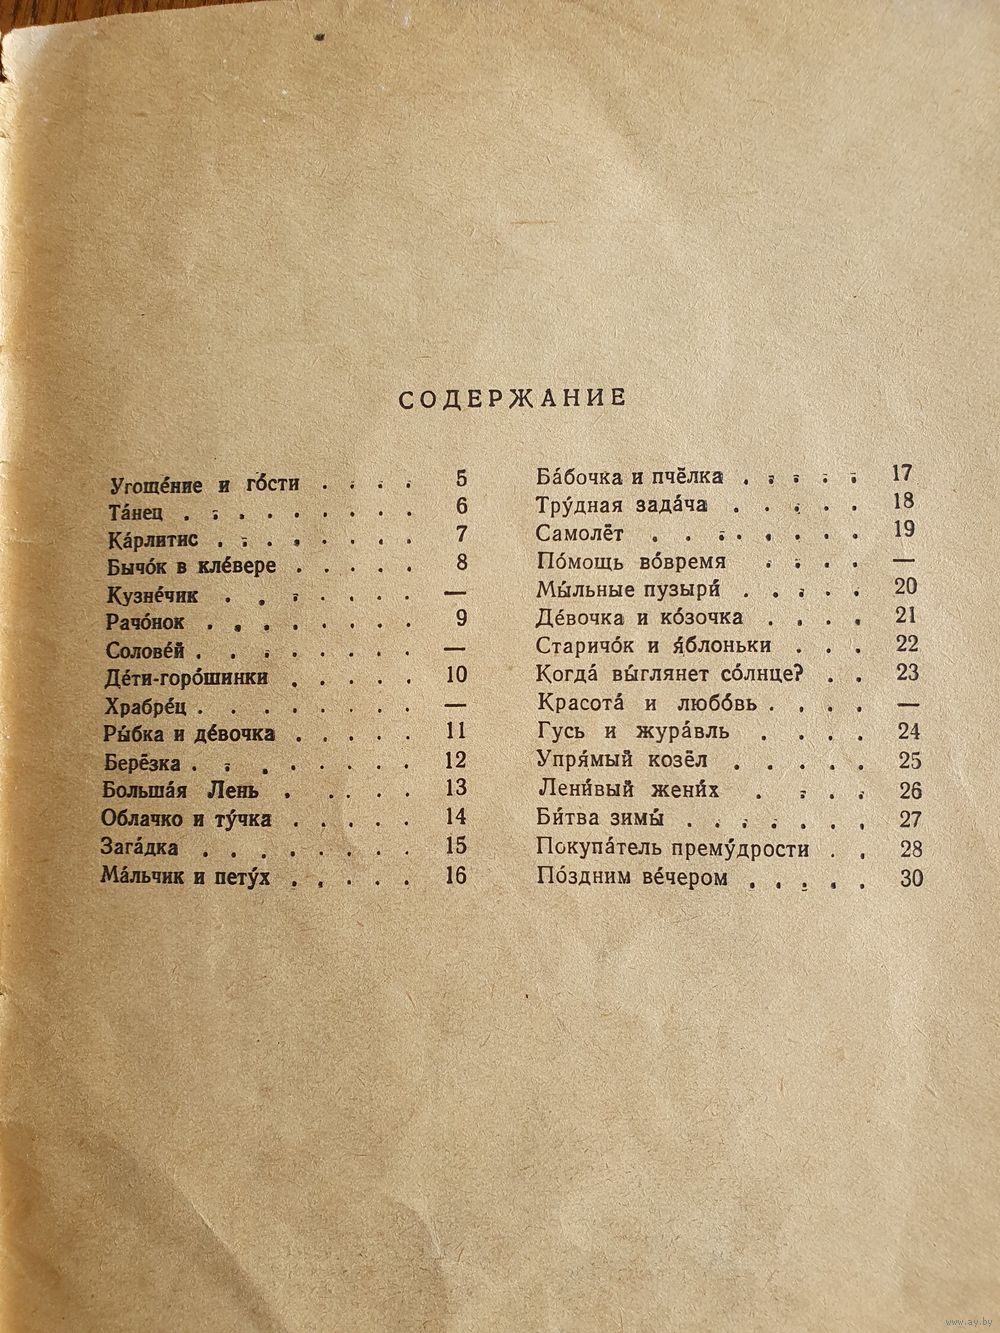 СОДЕРЖАНИЕ
Угоще́ние и го́сти . . . . 5
Та́нец . . . . . . . . . 6
Ка́рлитис . . . . . . . . 7
Бычо́к в кле́вере . . . . . 8
Кузне́чик . . . . . . . —
Рачо́нок . . . . . . . . 9
Солове́й . . . . . . . . —
Де́ти-горо́шинки . . . . . 10
Храбре́ц . . . . . . . . —
Ры́бка и де́вочка . . . . . 11
Берёзка . . . . . . . . 12
Больша́я Лень . . . . . 13
Облачко и ту́чка . . . . . 14
Зага́дка . . . . . . . . 15
Ма́льчик и пету́х . . . . . 16
Ба́бочка и пчёлка . . . . . 17
Тру́дная зада́ча . . . . . 18
Самолёт . . . . . . . . 19
По́мощь во́время . . . . —
Мы́льные пузыри́ . . . . . 20
Де́вочка и ко́зочка . . . . 21
Старичо́к и я́блоньки . . . 22
Когда́ вы́глянет со́лнце? . . 23
Красота́ и любо́вь . . . . —
Гусь и жура́вль . . . . 24
Упря́мый козёл . . . . . 25
Лени́вый жени́х . . . . 26
Би́тва зимы́ . . . . . . . 27
Покупа́тель прему́дрости . . 28
По́здним ве́чером . . . . . 30
www.ay.by